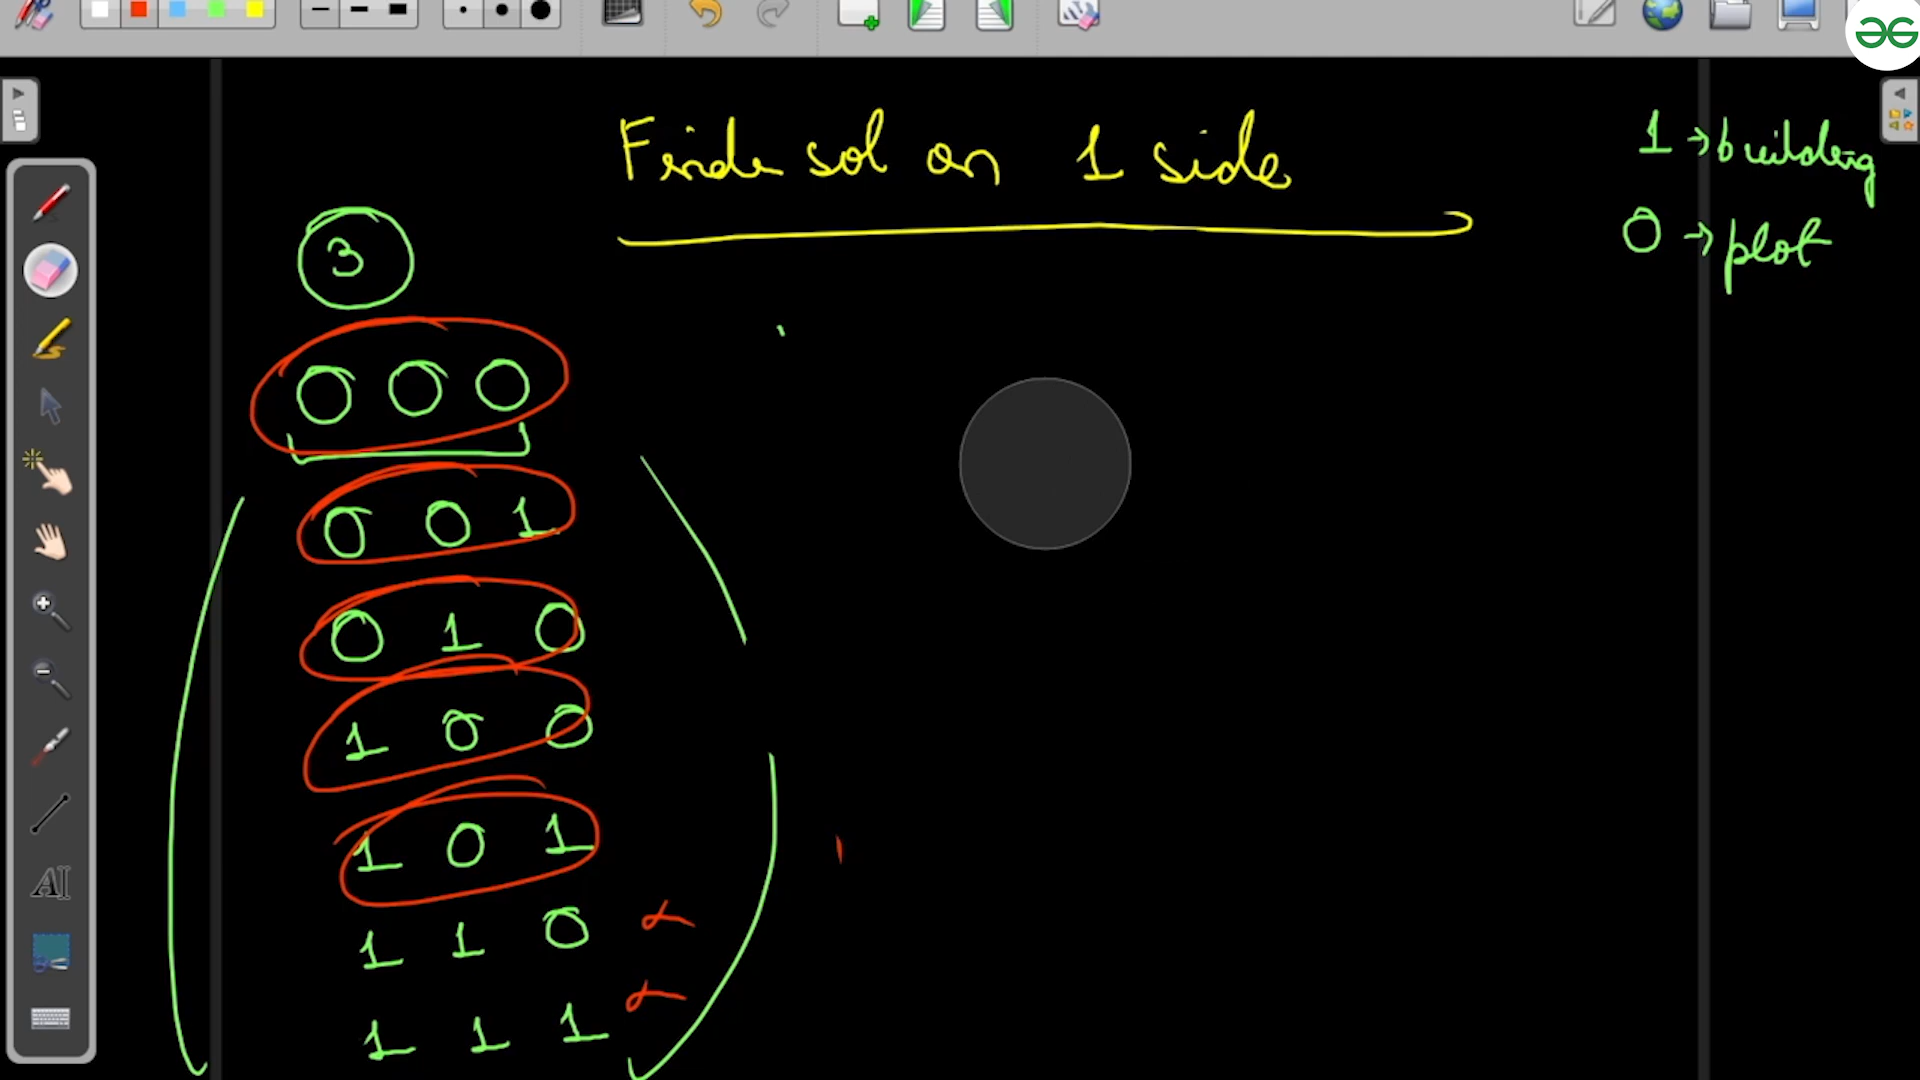 Find sol on 1 side
1 → building
0 → plot
3
0 0 0
0 0 1
0 1 0
1 0 0
1 0 1
1 1 0
1 1 1